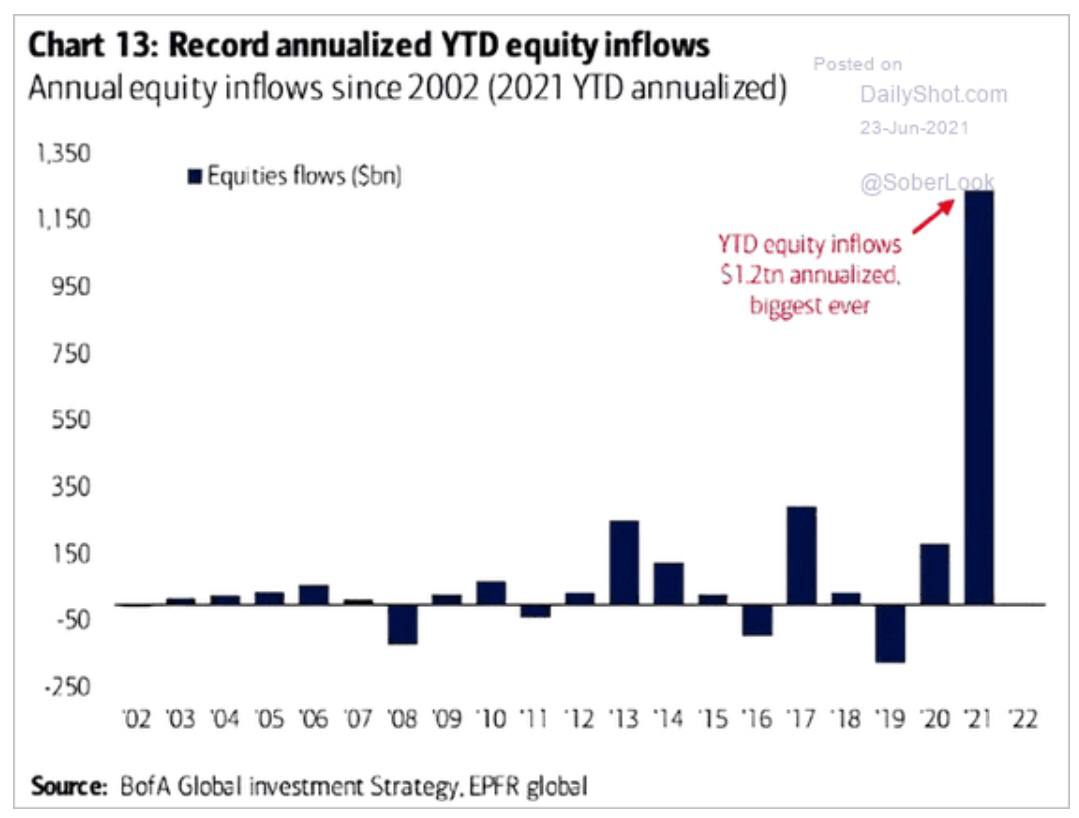 Chart 13: Record annualized YTD equity inflows
Annual equity inflows since 2002 (2021 YTD annualized)
Posted on
DailyShot.com
23-Jun-2021
@SoberLook
1,350
1,150
950
750
550
350
150
-50
-250
Equities flows ($bn)
YTD equity inflows
$1.2tn annualized,
biggest ever
'02 '03 '04 '05 '06 '07 '08 '09 '10 '11 '12 '13 '14 '15 '16 '17 '18 '19 '20 '21 '22
Source: BofA Global investment Strategy, EPFR global